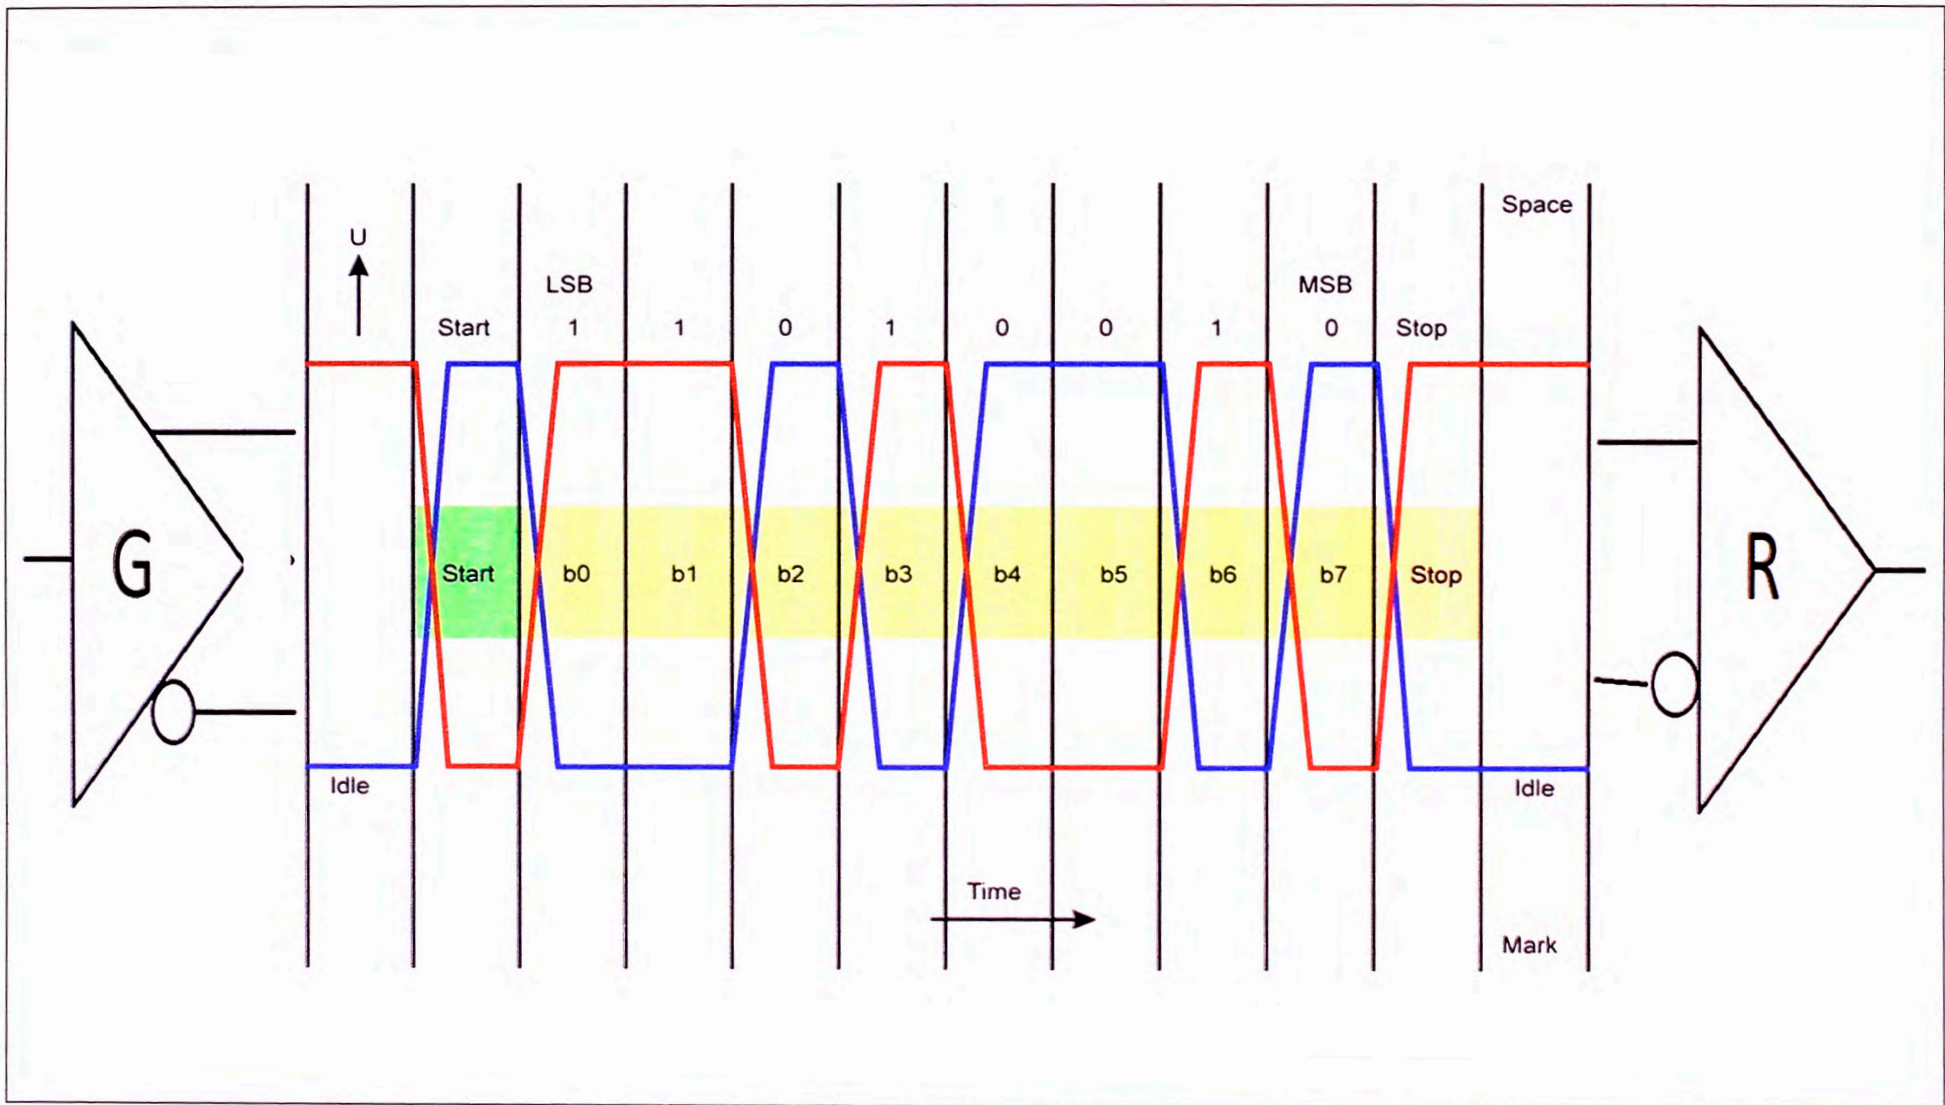 Space
U
LSB MSB
Start 1 1 0 1 0 0 1 0 Stop
G Start b0 b1 b2 b3 b4 b5 b6 b7 Stop R
Idle Idle
Time
Mark